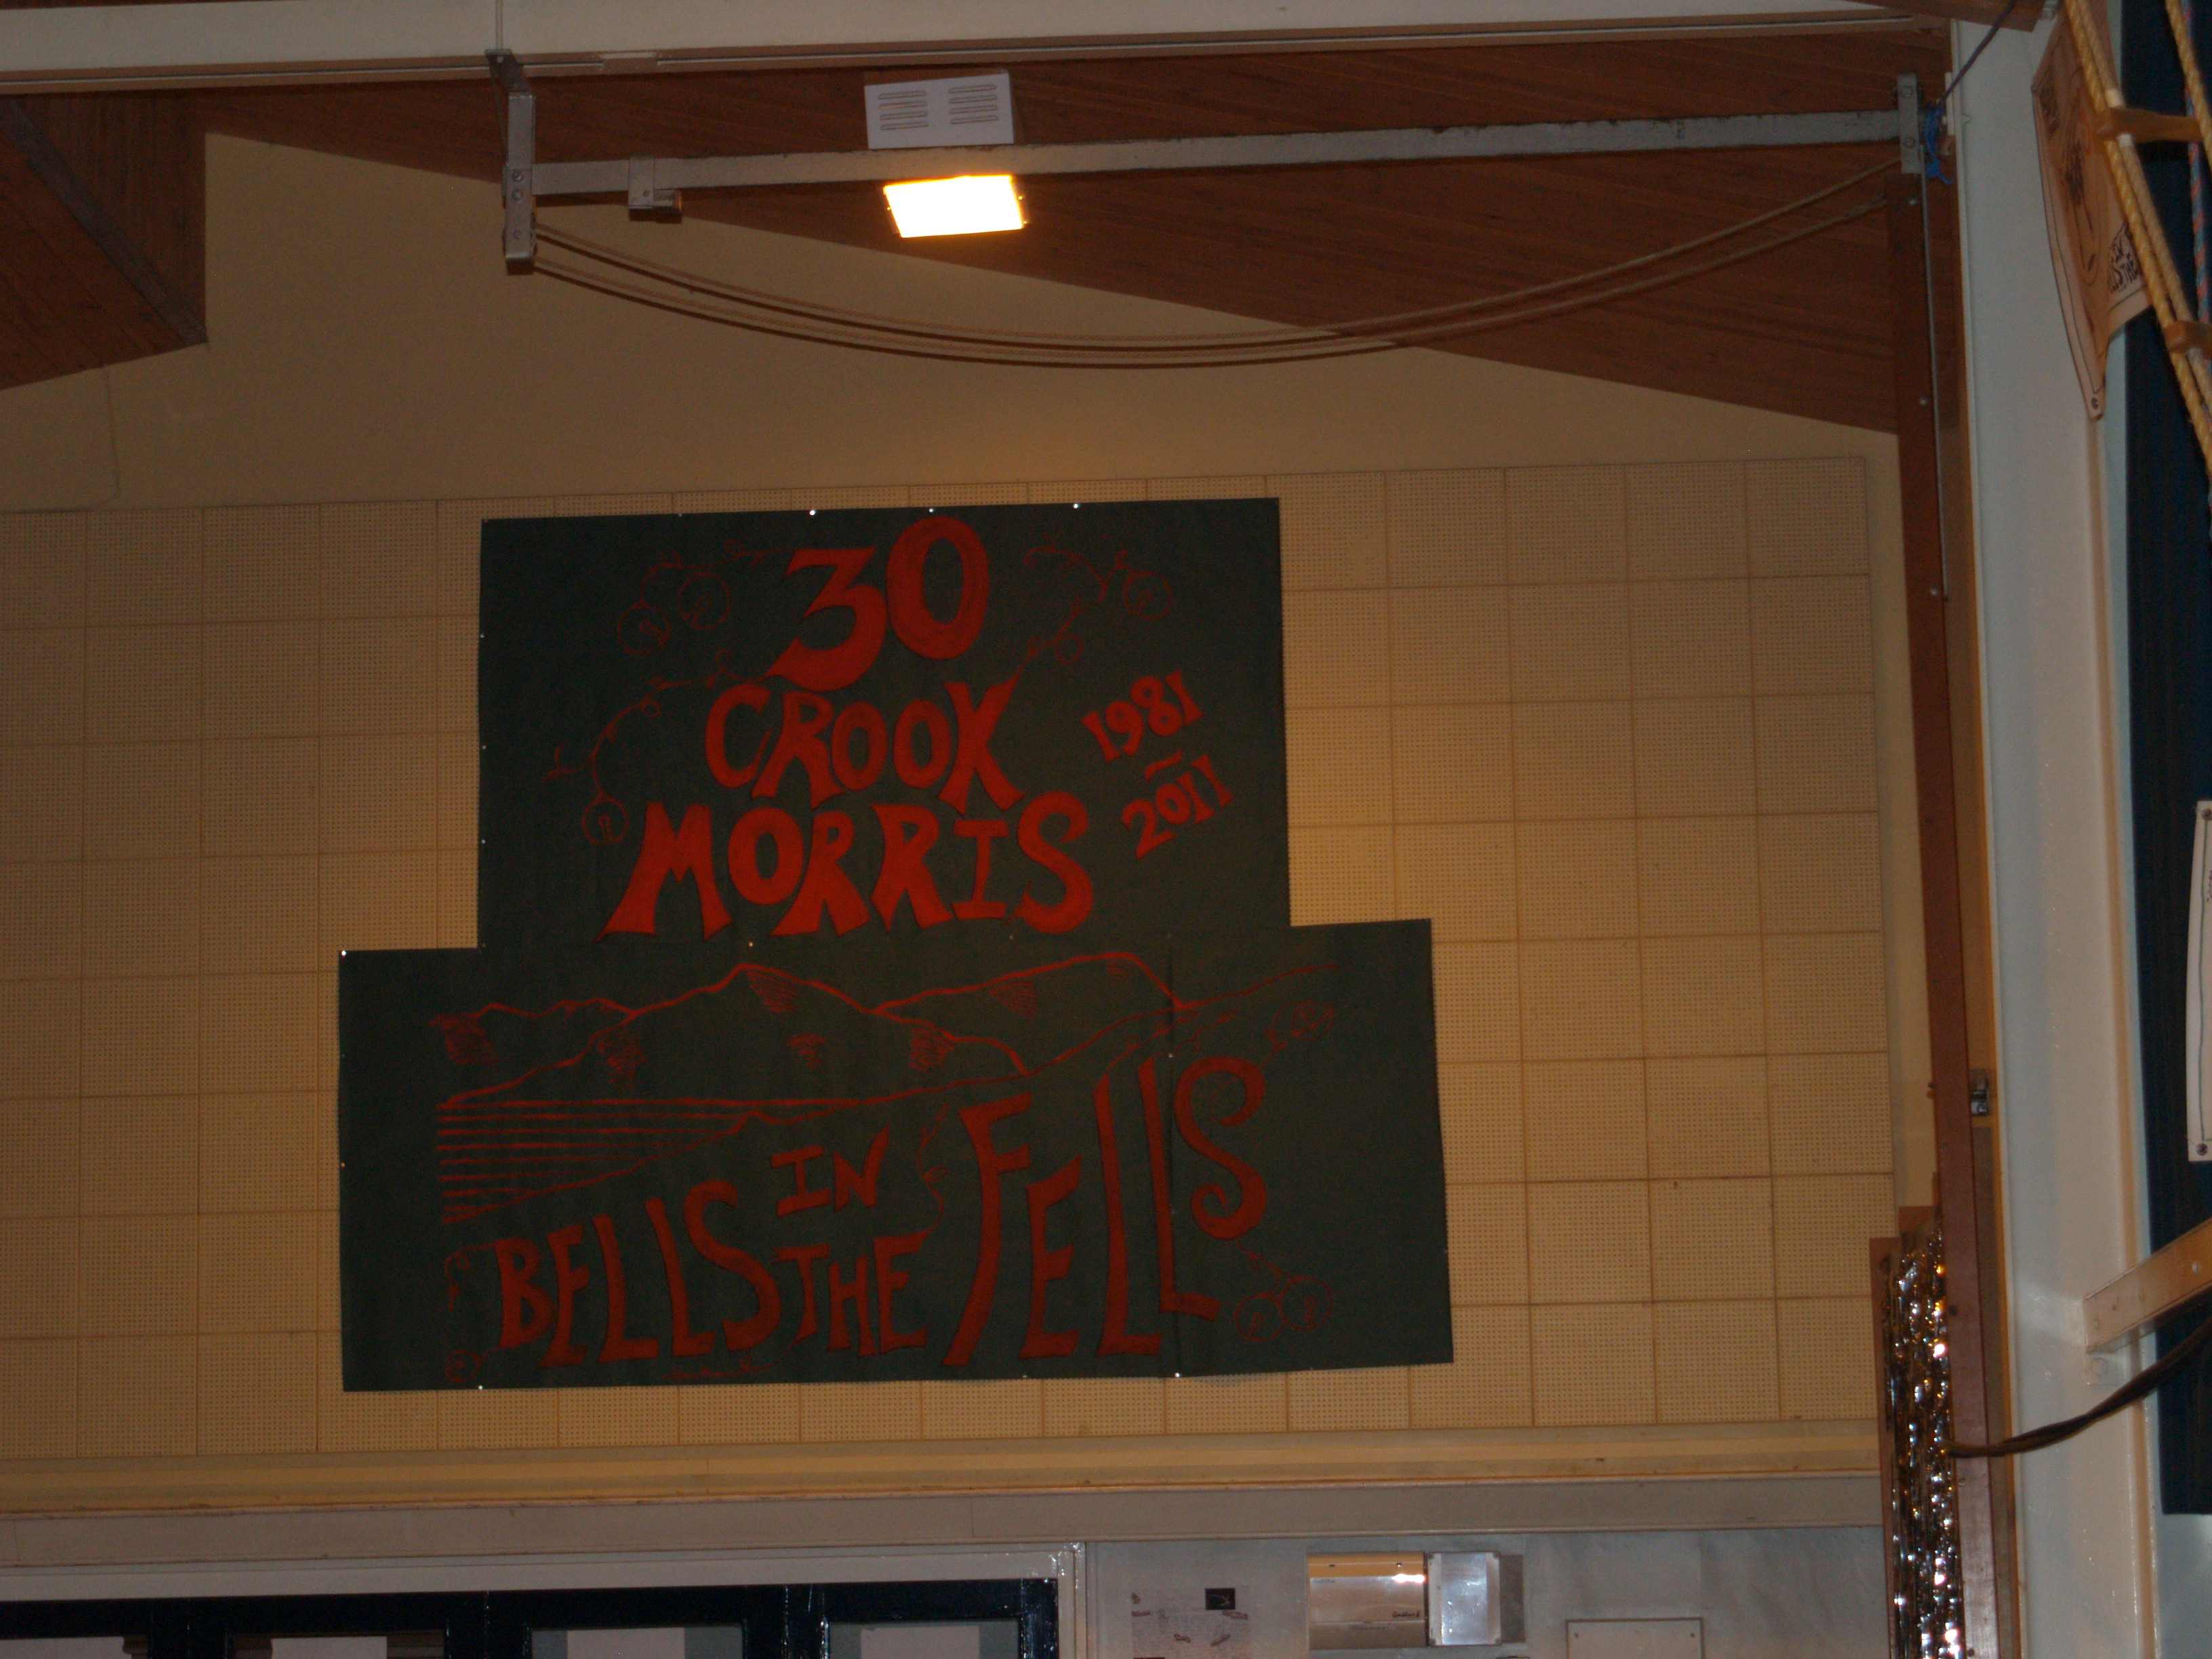 30
CROOK
MORRIS
1981
–
2011
BELLS IN THE FELLS